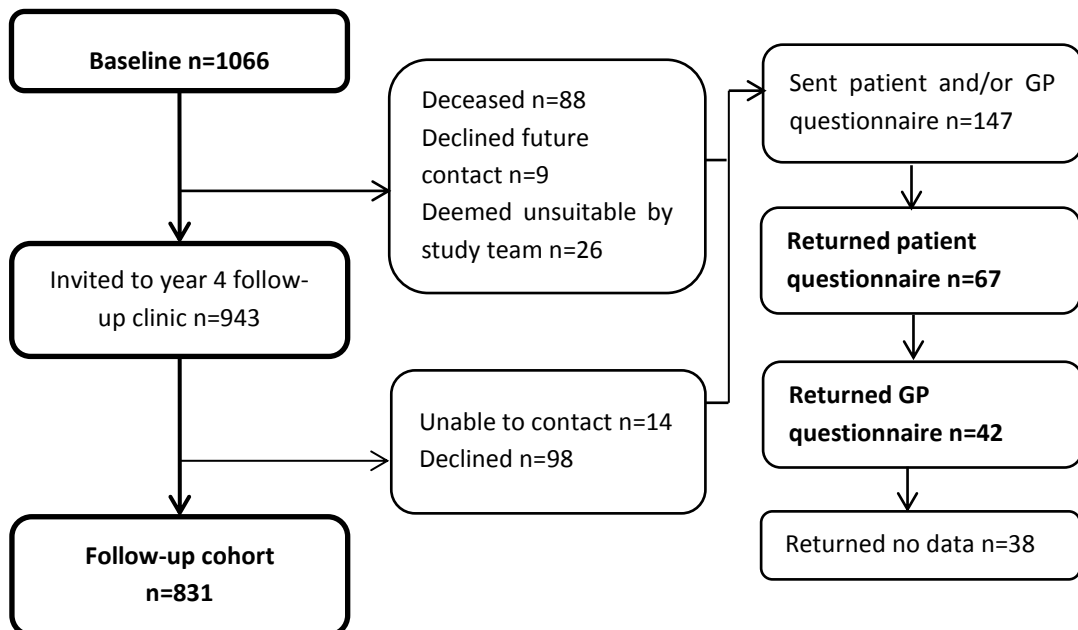 Baseline n=1066
Deceased n=88
Declined future
contact n=9
Deemed unsuitable by
study team n=26
Invited to year 4 follow-
up clinic n=943
Unable to contact n=14
Declined n=98
Follow-up cohort
n=831
Sent patient and/or GP
questionnaire n=147
Returned patient
questionnaire n=67
Returned GP
questionnaire n=42
Returned no data n=38